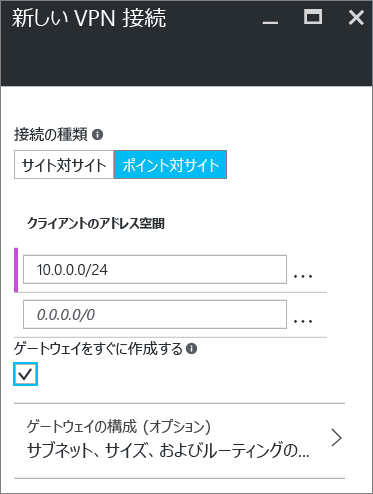 新しい VPN 接続
接続の種類
サイト対サイト ポイント対サイト
クライアントのアドレス空間
10.0.0.0/24 ...
0.0.0.0/0 ...
ゲートウェイをすぐに作成する
ゲートウェイの構成 (オプション)
サブネット、サイズ、およびルーティングの...